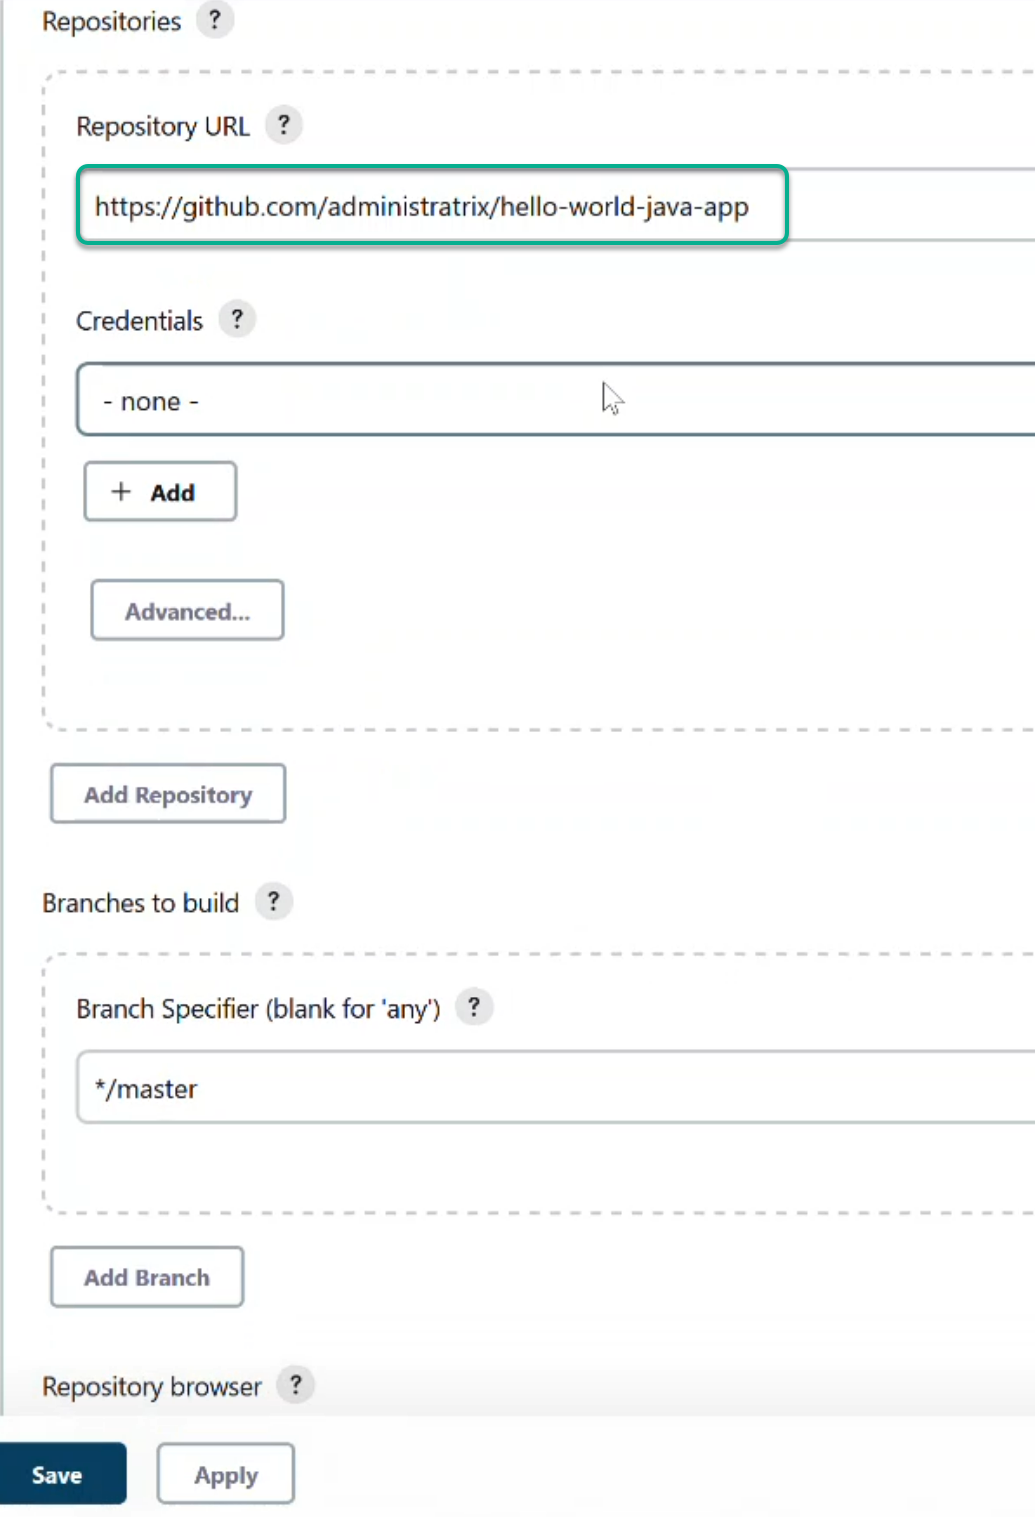 Repositories ?
Repository URL ?
https://github.com/administratrix/hello-world-java-app
Credentials ?
- none -
+ Add
Advanced...
Add Repository
Branches to build ?
Branch Specifier (blank for 'any') ?
*/master
Add Branch
Repository browser ?
Save Apply